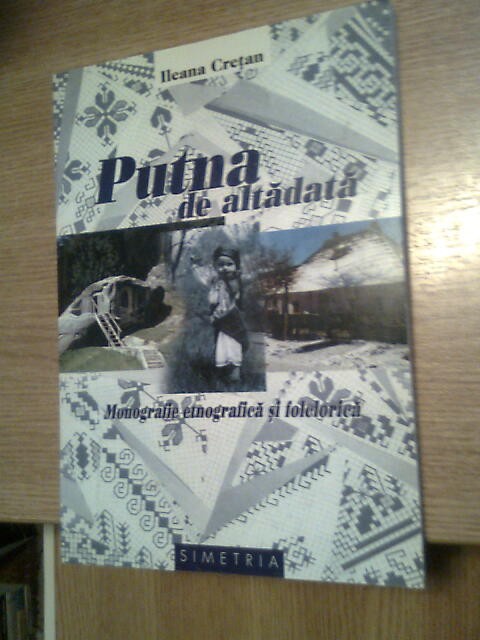 Ileana Crețan
Putna
de altădată
Monografie etnografică și folclorică
SIMETRIA